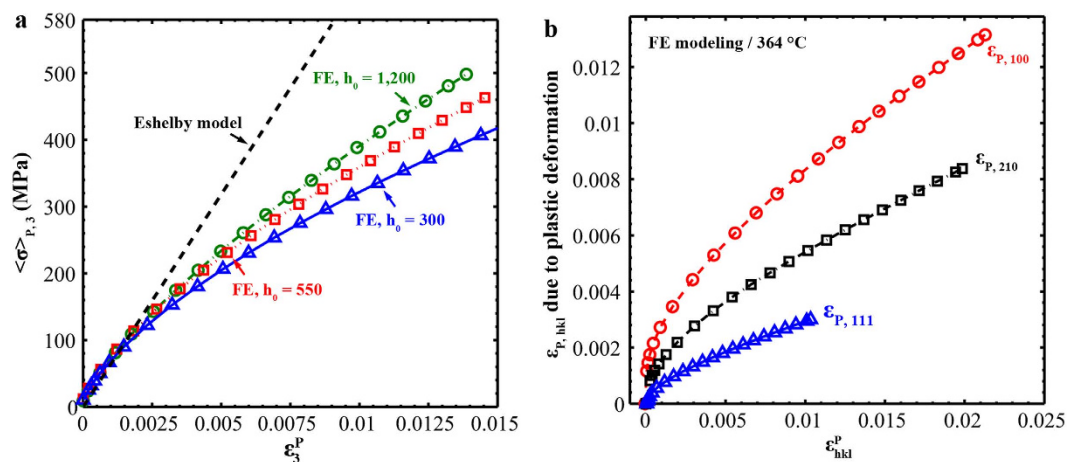 a
580
500
400
300
200
100
0
<σ>P, 3 (MPa)
Eshelby model
FE, h0 = 1,200
FE, h0 = 300
FE, h0 = 550
0 0.0025 0.005 0.0075 0.01 0.0125 0.015
ε3P
b
FE modeling / 364 °C
0.012
0.01
0.008
0.006
0.004
0.002
0
εP, hkl due to plastic deformation
εP, 100
εP, 210
εP, 111
0 0.005 0.01 0.015 0.02 0.025
εhklP